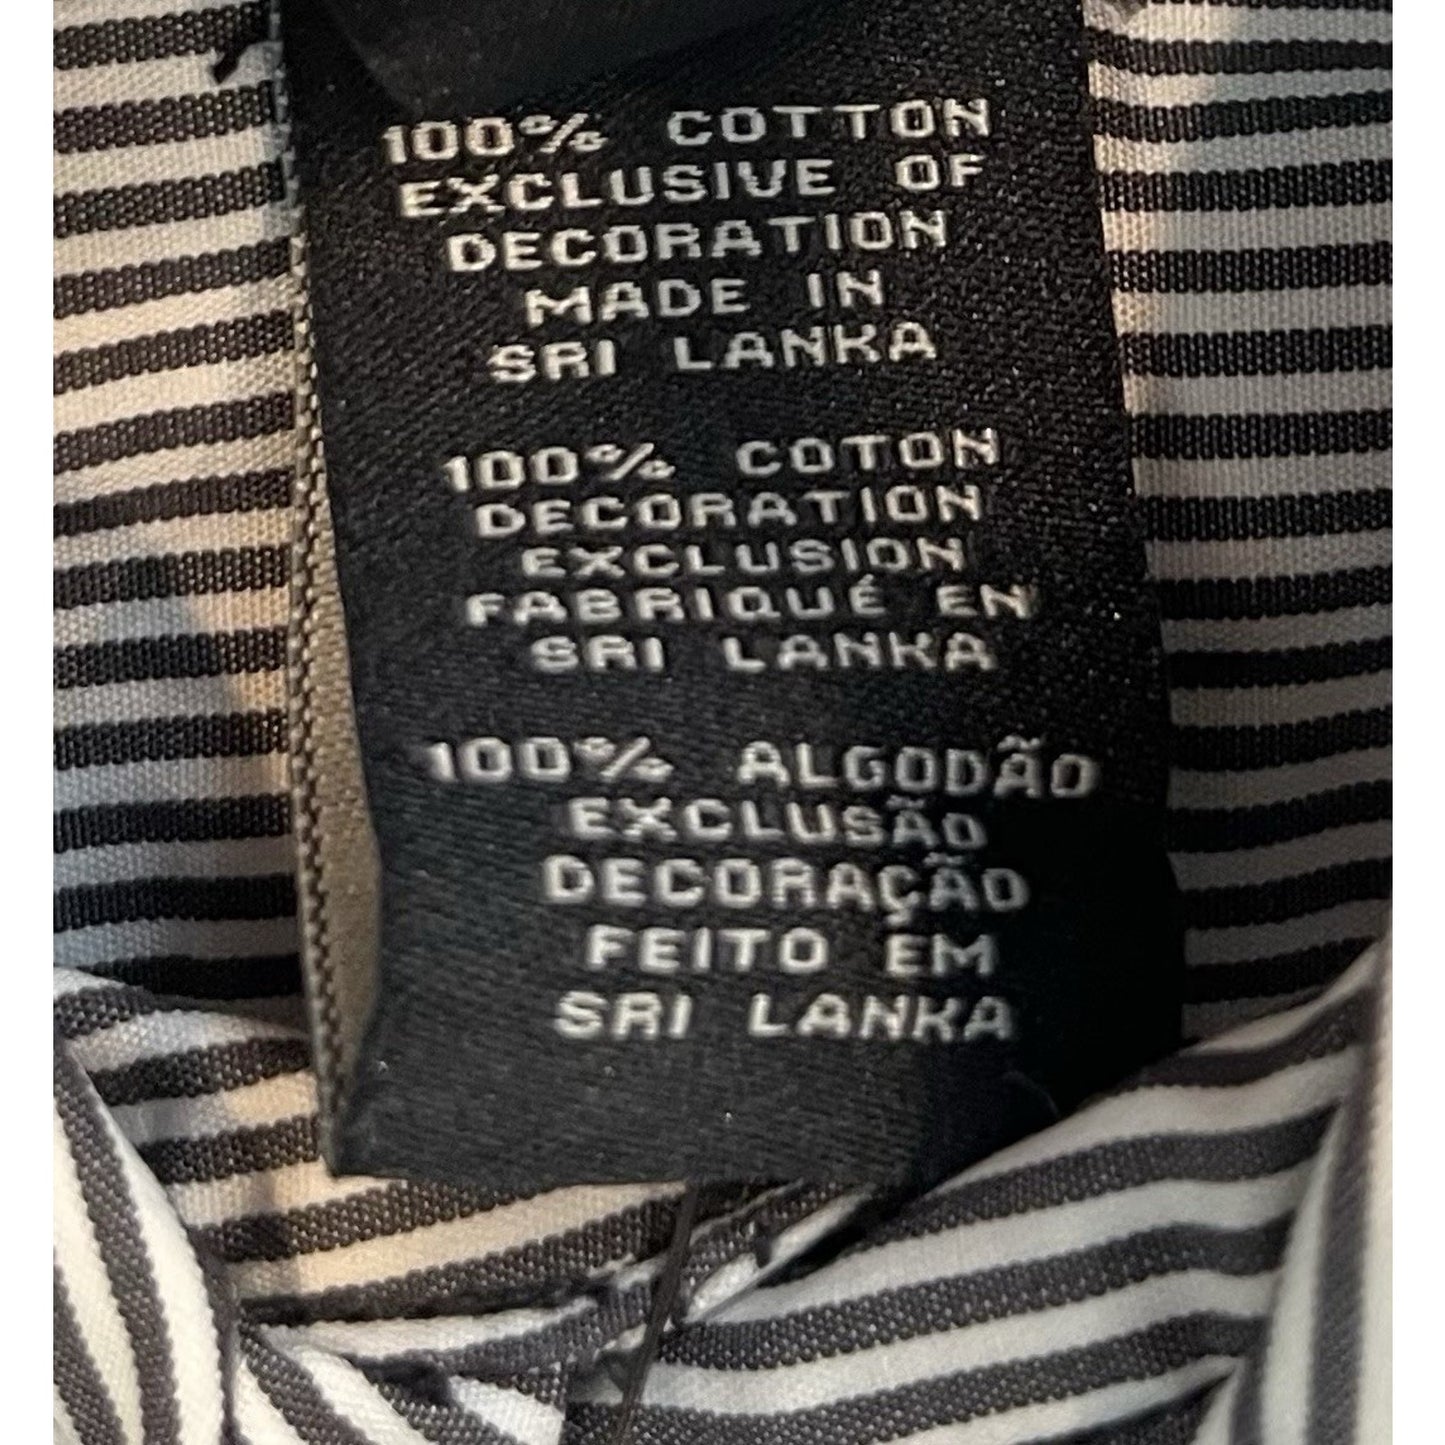 100% COTTON
EXCLUSIVE OF
DECORATION
MADE IN
SRI LANKA
100% COTON
DECORATION
EXCLUSION
FABRIQUÉ EN
SRI LANKA
100% ALGODÃO
EXCLUSÃO
DECORAÇÃO
FEITO EM
SRI LANKA